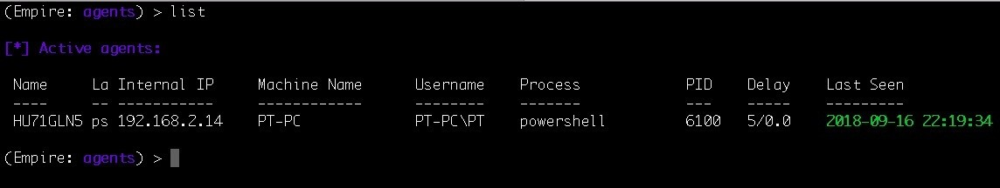 (Empire: agents) > list
[*] Active agents:
Name La Internal IP Machine Name Username Process PID Delay Last Seen
---- -- ----------- ------------ -------- ------- --- ----- ---------
HU71GLN5 ps 192.168.2.14 PT-PC PT-PC\PT powershell 6100 5/0.0 2018-09-16 22:19:34
(Empire: agents) >